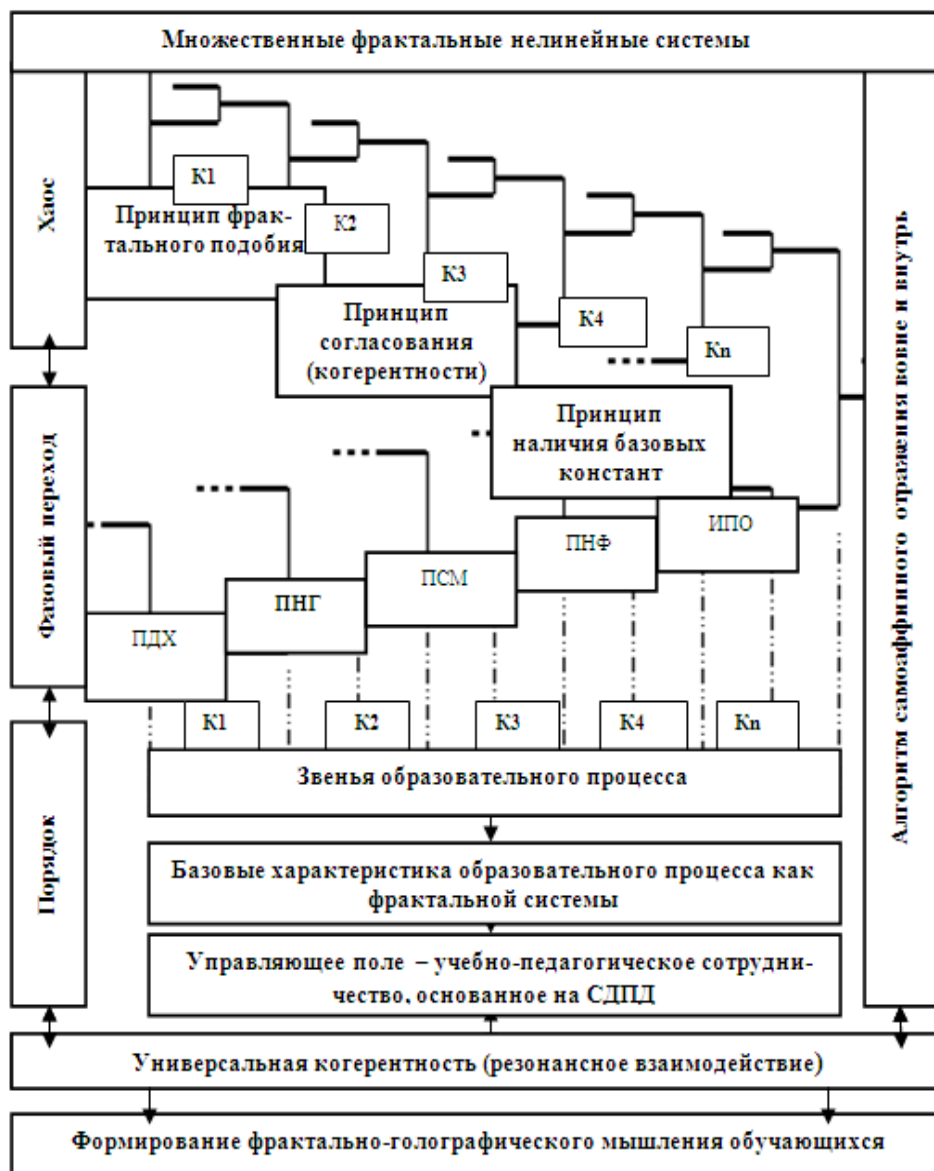 Множественные фрактальные нелинейные системы
Хаос
К1
Принцип фрак-
тального подобия
К2
К3
Принцип
согласования
(когерентности)
К4
Кn
Фазовый переход
Принцип
наличия базовых
констант
ИПО
ПНФ
ПСМ
ПНГ
ПДХ
Порядок
К1
К2
К3
К4
Кn
Звенья образовательного процесса
Базовые характеристика образовательного процесса как
фрактальной системы
Управляющее поле – учебно-педагогическое сотрудни-
чество, основанное на СДПД
Алгоритм самоаффинного отражения вовне и внутрь
Универсальная когерентность (резонансное взаимодействие)
Формирование фрактально-голографического мышления обучающихся